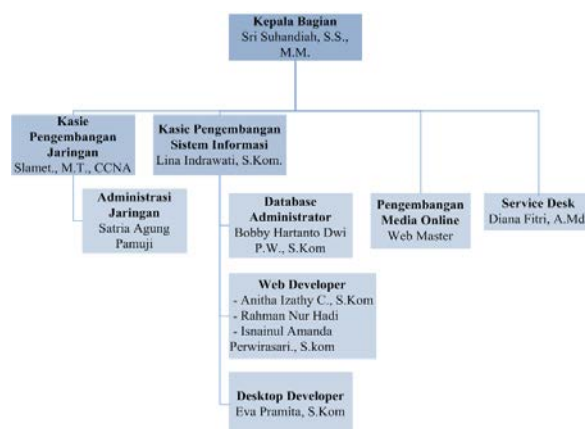 Kepala Bagian
Sri Suhandiah, S.S.,
M.M.
Kasie
Pengembangan
Jaringan
Slamet., M.T., CCNA
Kasie Pengembangan
Sistem Informasi
Lina Indrawati, S.Kom.
Administrasi
Jaringan
Satria Agung
Pamuji
Database
Administrator
Bobby Hartanto Dwi
P.W., S.Kom
Pengembangan
Media Online
Web Master
Service Desk
Diana Fitri, A.Md
Web Developer
- Anitha Izathy C., S.Kom
- Rahman Nur Hadi
- Isnainul Amanda
Perwirasari., S.kom
Desktop Developer
Eva Pramita, S.Kom